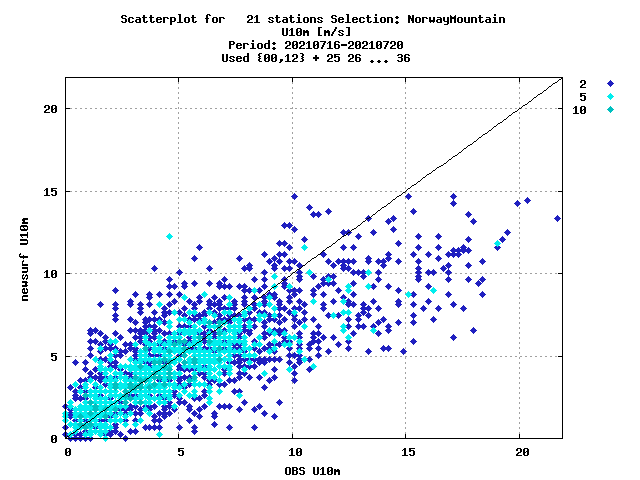 Scatterplot for   21 stations Selection: NorwayMountain
U10m [m/s]
Period: 20210716-20210720
Used {00,12} + 25 26 ... 36
2
5
10
20
15
10
5
0
newsurf U10m
0 5 10 15 20
OBS U10m